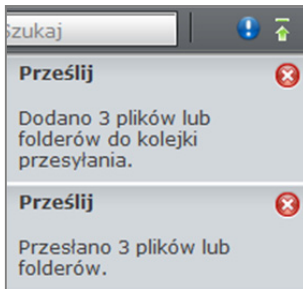 Szukaj
Prześlij
Dodano 3 plików lub
folderów do kolejki
przesyłania.
Prześlij
Przesłano 3 plików lub
folderów.